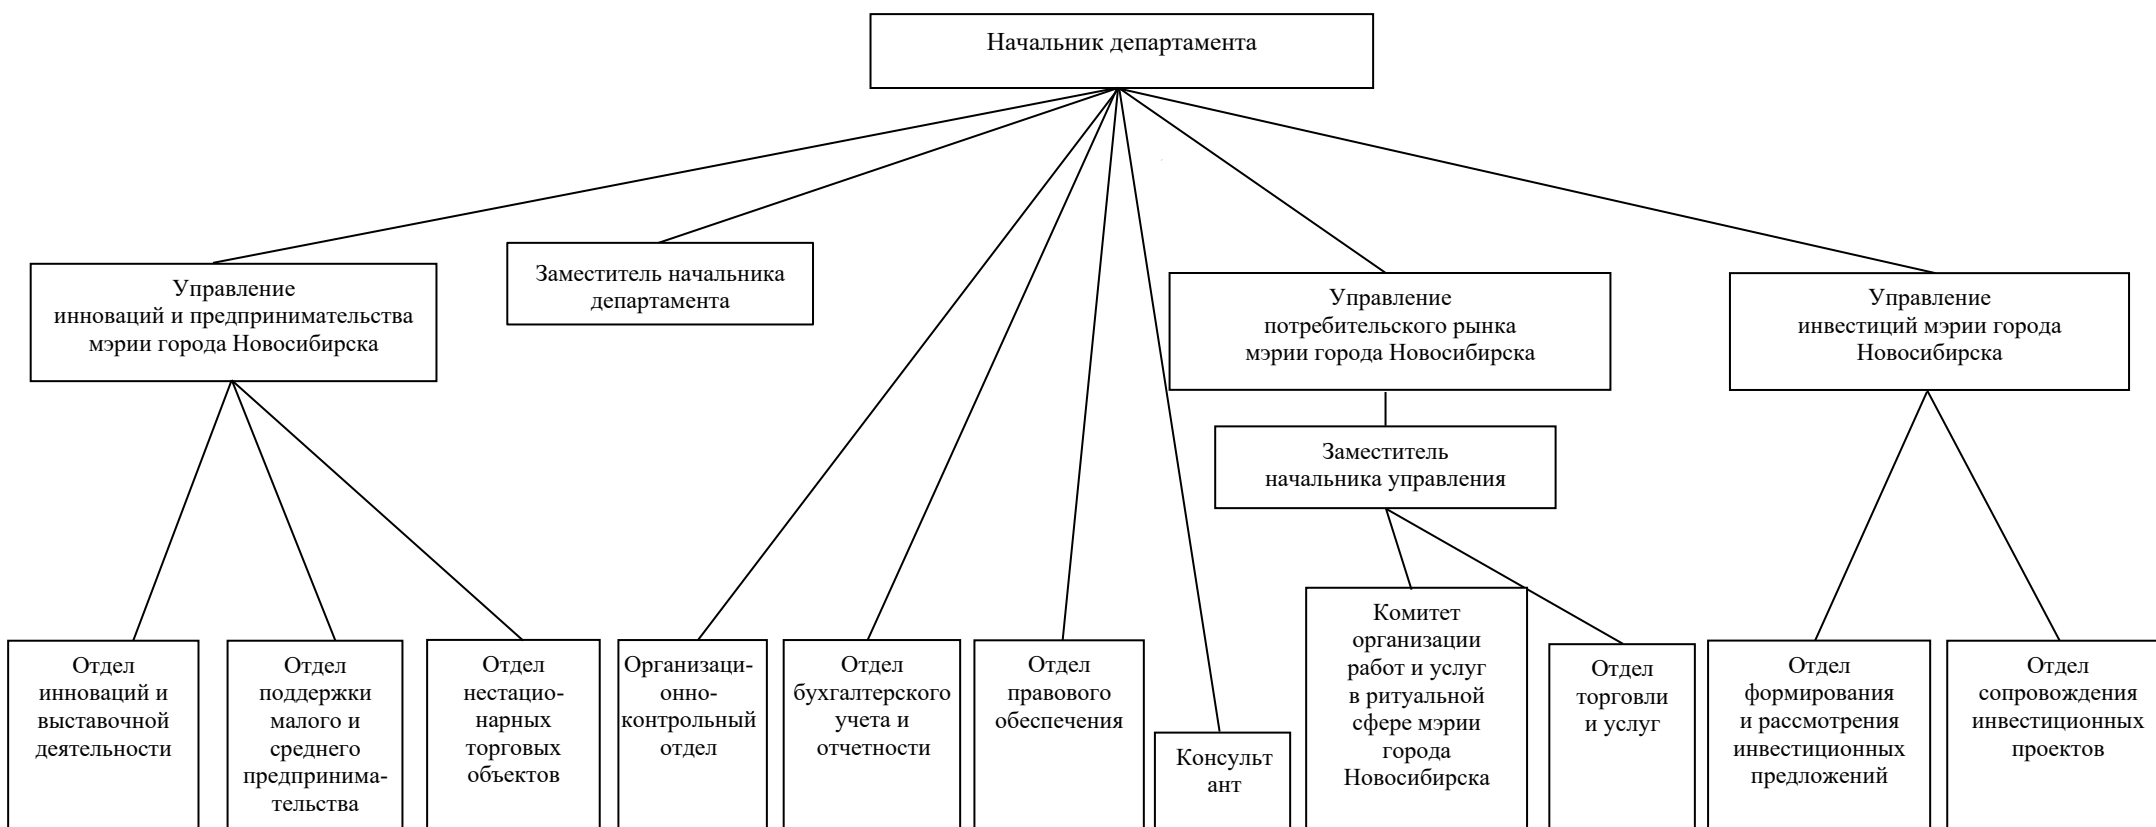 Начальник департамента
Заместитель начальника
департамента
Управление
инноваций и предпринимательства
мэрии города Новосибирска
Управление
потребительского рынка
мэрии города Новосибирска
Управление
инвестиций мэрии города
Новосибирска
Заместитель
начальника управления
Отдел
инноваций и
выставочной
деятельности
Отдел
поддержки
малого и
среднего
предпринима-
тельства
Отдел
нестацио-
нарных
торговых
объектов
Организаци-
онно-
контрольный
отдел
Отдел
бухгалтерского
учета и
отчетности
Отдел
правового
обеспечения
Консульт
ант
Комитет
организации
работ и услуг
в ритуальной
сфере мэрии
города
Новосибирска
Отдел
торговли
и услуг
Отдел
формирования
и рассмотрения
инвестиционных
предложений
Отдел
сопровождения
инвестиционных
проектов